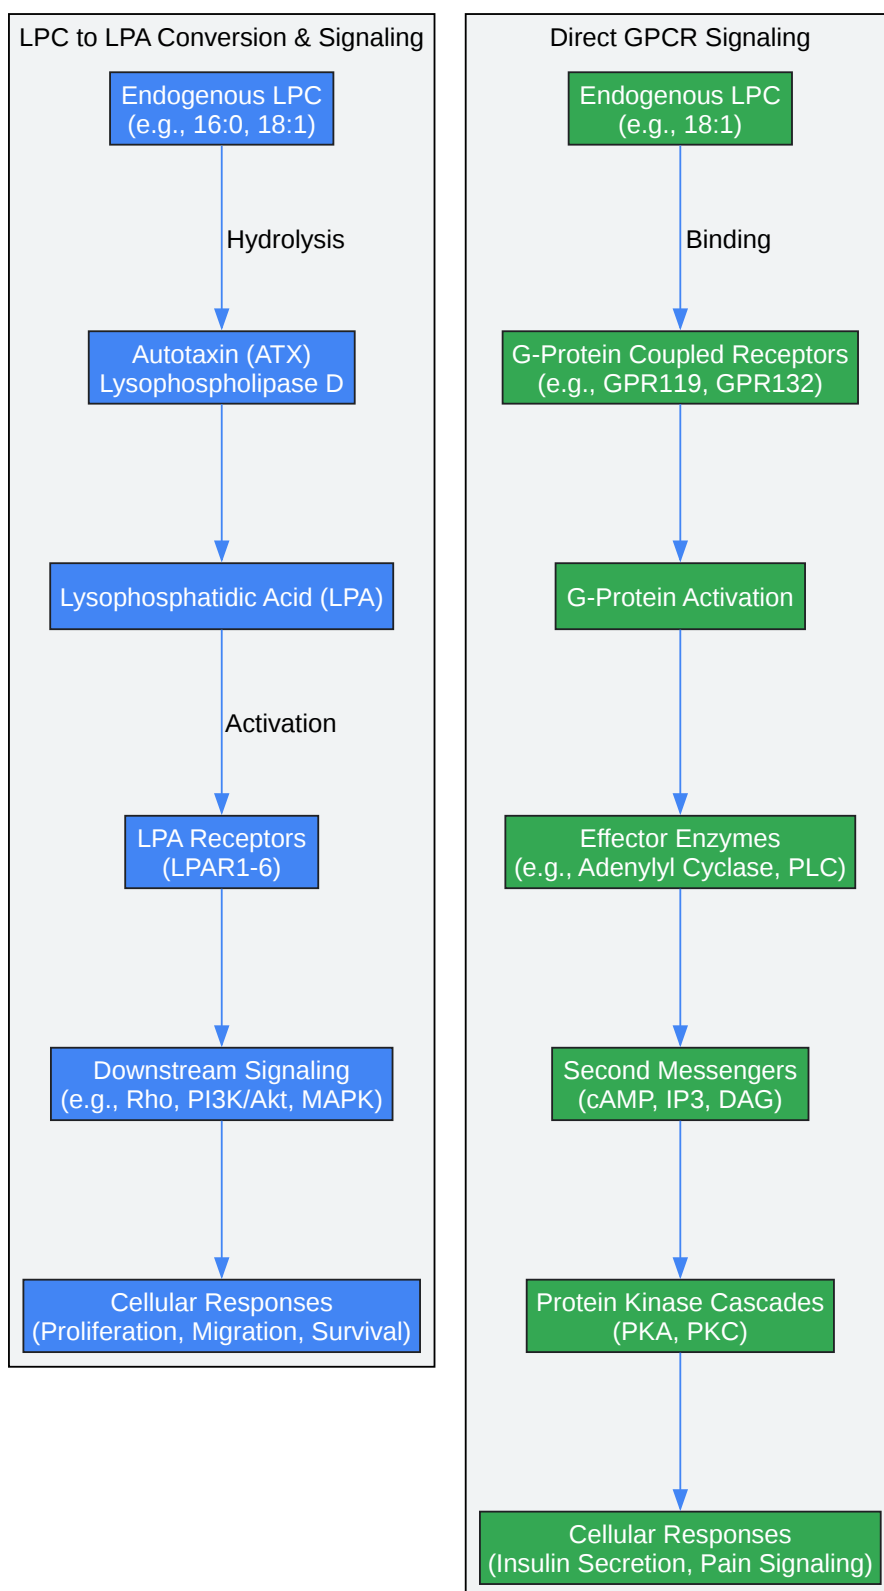 LPC to LPA Conversion & Signaling
Endogenous LPC
(e.g., 16:0, 18:1)
Hydrolysis
Autotaxin (ATX)
Lysophospholipase D
Lysophosphatidic Acid (LPA)
Activation
LPA Receptors
(LPAR1-6)
Downstream Signaling
(e.g., Rho, PI3K/Akt, MAPK)
Cellular Responses
(Proliferation, Migration, Survival)
Direct GPCR Signaling
Endogenous LPC
(e.g., 18:1)
Binding
G-Protein Coupled Receptors
(e.g., GPR119, GPR132)
G-Protein Activation
Effector Enzymes
(e.g., Adenylyl Cyclase, PLC)
Second Messengers
(cAMP, IP3, DAG)
Protein Kinase Cascades
(PKA, PKC)
Cellular Responses
(Insulin Secretion, Pain Signaling)